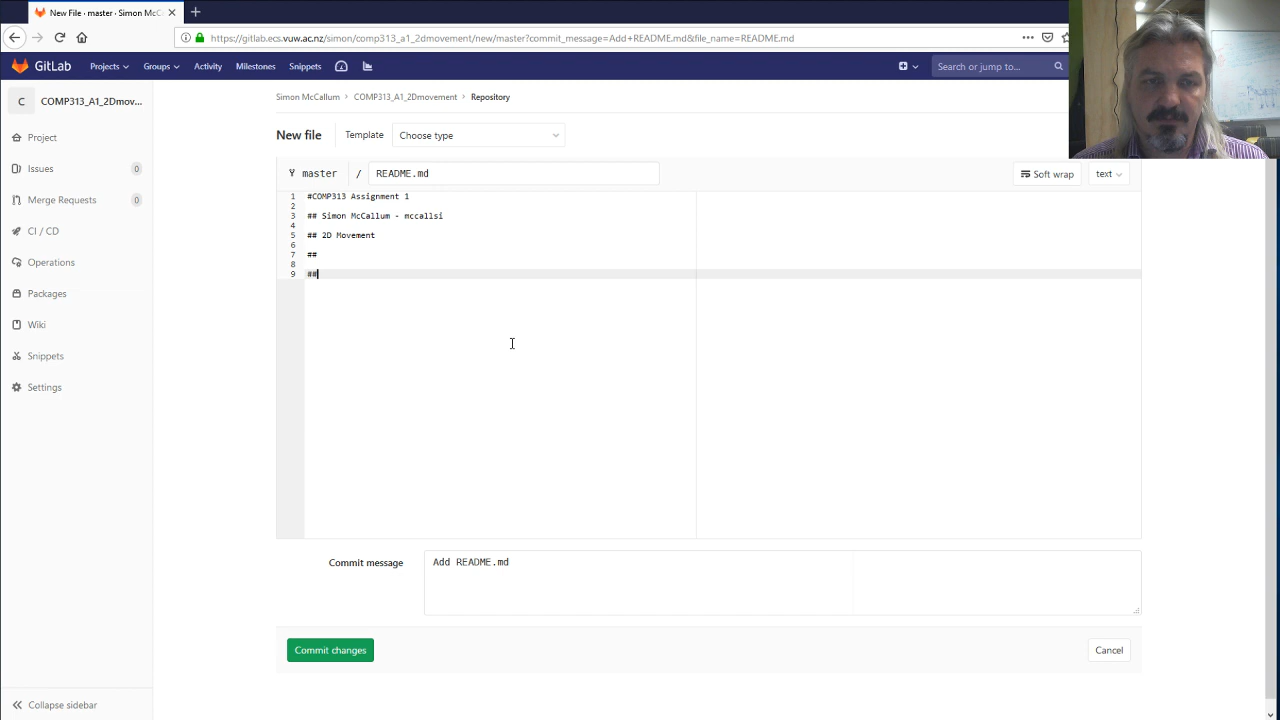 New File · master · Simon McC
https://gitlab.ecs.vuw.ac.nz/simon/comp313_a1_2dmovement/new/master?commit_message=Add+README.md&file_name=README.md
GitLab Projects Groups Activity Milestones Snippets Search or jump to...
C COMP313_A1_2Dmov...
Project
Issues 0
Merge Requests 0
CI / CD
Operations
Packages
Wiki
Snippets
Settings
Collapse sidebar
Simon McCallum > COMP313_A1_2Dmovement > Repository
New file Template Choose type
master / README.md Soft wrap text
1 #COMP313 Assignment 1
2
3 ## Simon McCallum - mccallsi
4
5 ## 2D Movement
6
7 ##
8
9 ##
Commit message Add README.md
Commit changes Cancel